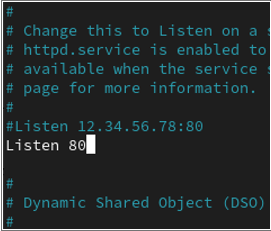 #
# Change this to Listen on a s
# httpd.service is enabled to
# available when the service s
# page for more information.
#
#Listen 12.34.56.78:80
Listen 80
#
# Dynamic Shared Object (DSO)
#